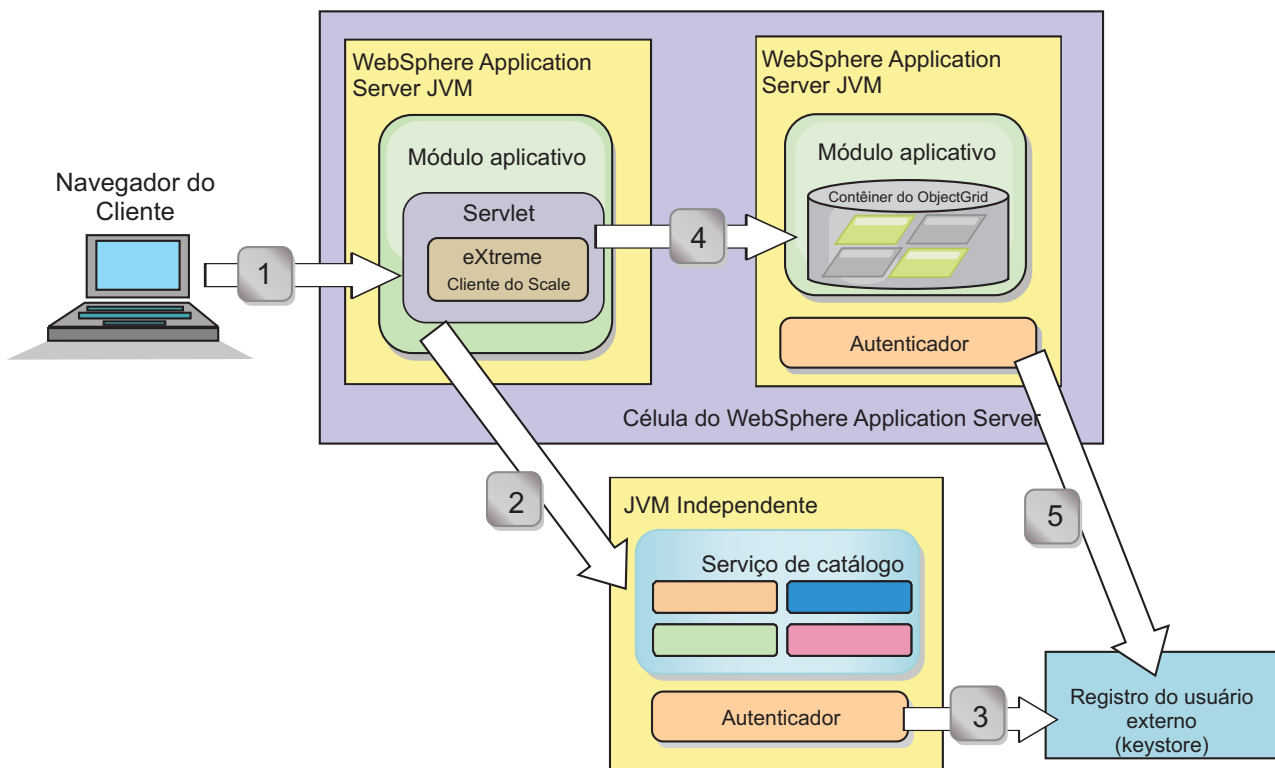 WebSphere Application
Server JVM
Módulo aplicativo
Servlet
eXtreme
Cliente do Scale
WebSphere Application
Server JVM
Módulo aplicativo
Contêiner do ObjectGrid
Autenticador
Navegador do
Cliente
1
4
Célula do WebSphere Application Server
2
5
JVM Independente
Serviço de catálogo
Autenticador
3
Registro do usuário
externo
(keystore)